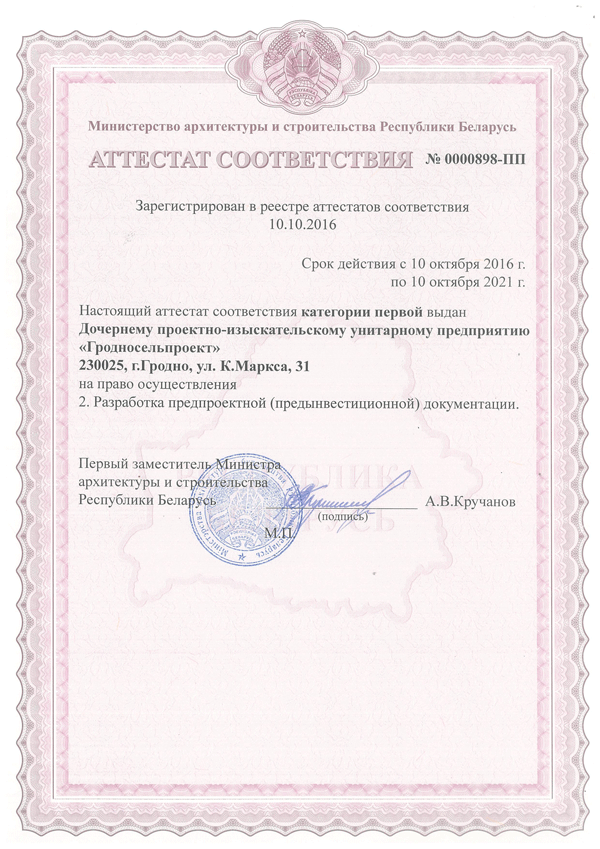 Министерство архитектуры и строительства Республики Беларусь
АТТЕСТАТ СООТВЕТСТВИЯ № 0000898-ПП
Зарегистрирован в реестре аттестатов соответствия
10.10.2016
Срок действия с 10 октября 2016 г.
по 10 октября 2021 г.
Настоящий аттестат соответствия категории первой выдан
Дочернему проектно-изыскательскому унитарному предприятию
«Гродносельпроект»
230025, г.Гродно, ул. К.Маркса, 31
на право осуществления
2. Разработка предпроектной (предынвестиционной) документации.
Первый заместитель Министра
архитектуры и строительства
Республики Беларусь
А.В.Кручанов
(подпись)
М.П.
РЕСПУБЛИКА
БЕЛАРУСЬ